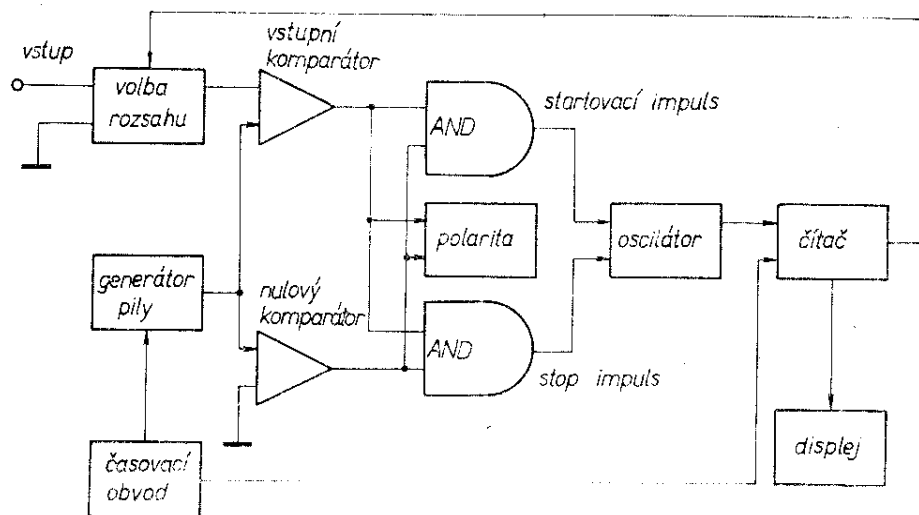 vstup
volba
rozsahu
vstupní
komparátor
AND
startovací impuls
polarita
oscilátor
čítač
generátor
pily
nulový
komparátor
AND
stop impuls
časovací
obvod
displej